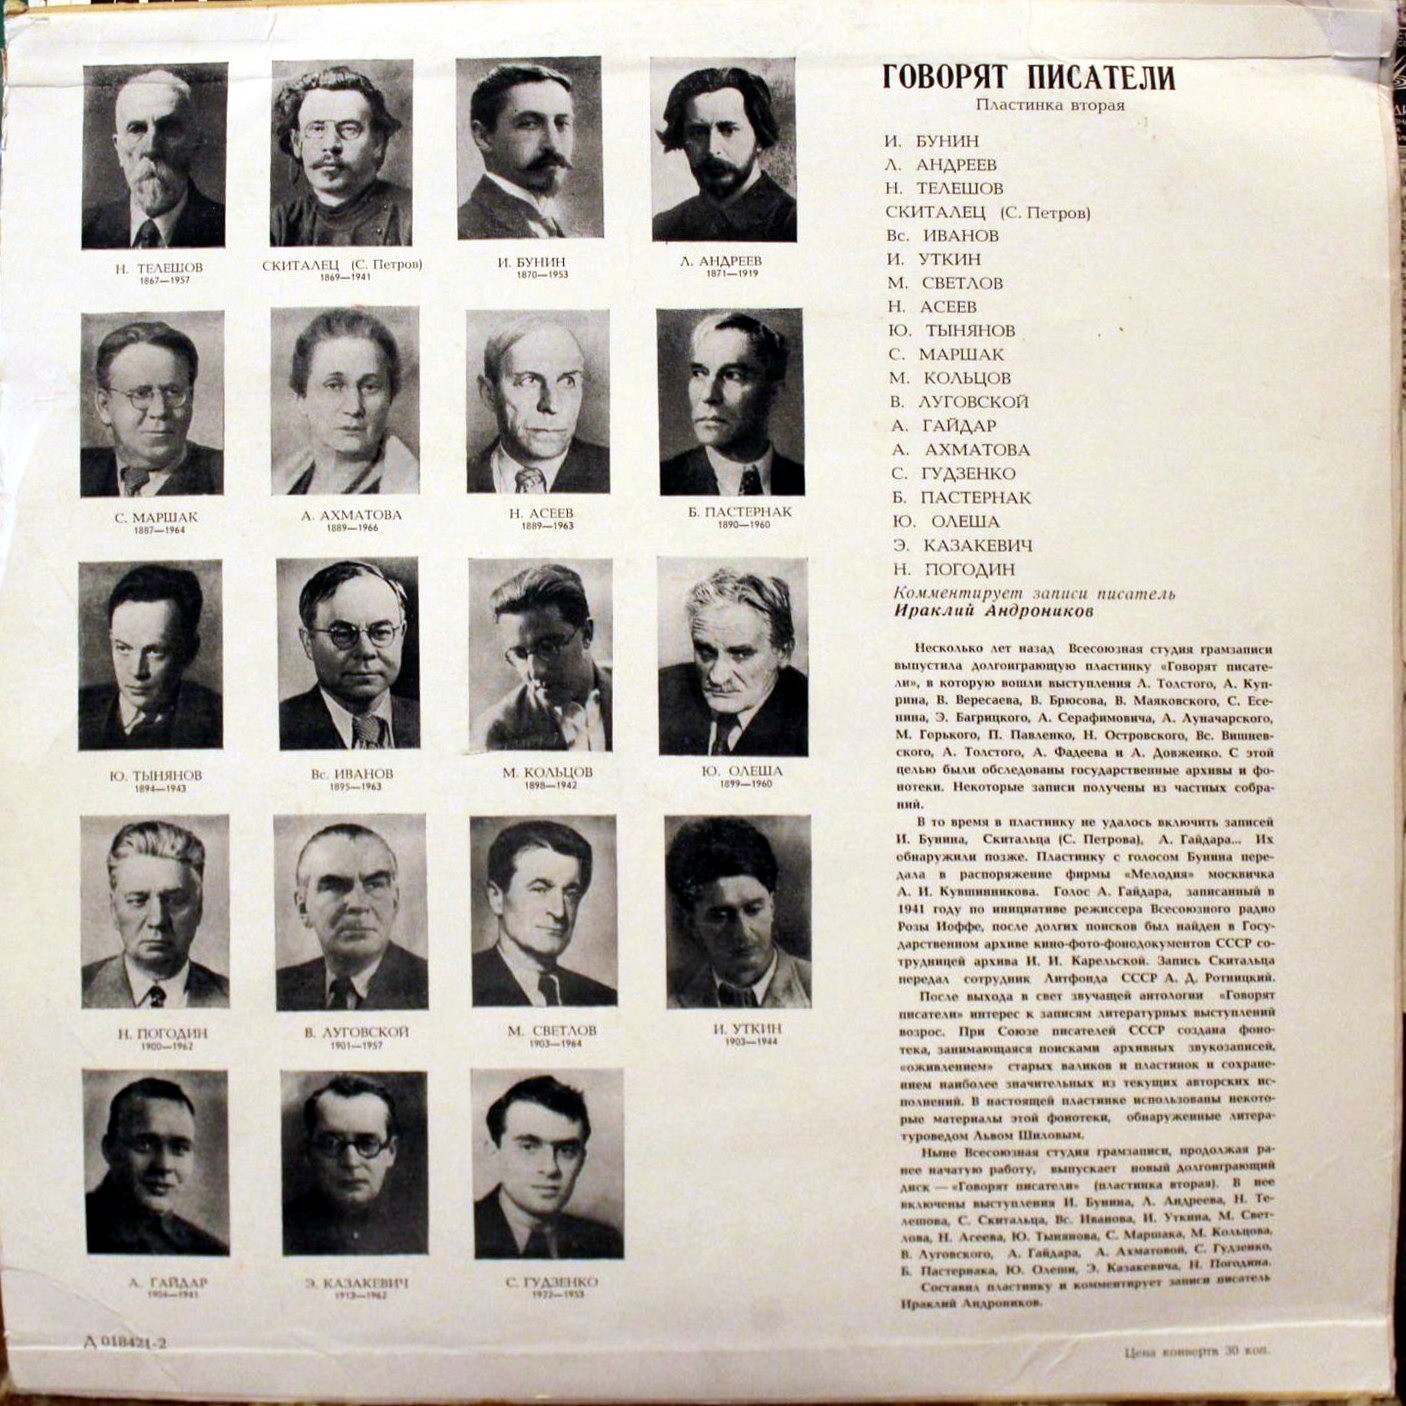 Н. ТЕЛЕШОВ
1867—1957
СКИТАЛЕЦ (С. Петров)
1869—1941
И. БУНИН
1870—1953
Л. АНДРЕЕВ
1871—1919
С. МАРШАК
1887—1964
А. АХМАТОВА
1889—1966
Н. АСЕЕВ
1889—1963
Б. ПАСТЕРНАК
1890—1960
Ю. ТЫНЯНОВ
1894—1943
Вс. ИВАНОВ
1895—1963
М. КОЛЬЦОВ
1898—1942
Ю. ОЛЕША
1899—1960
Н. ПОГОДИН
1900—1962
В. ЛУГОВСКОЙ
1901—1957
М. СВЕТЛОВ
1903—1964
И. УТКИН
1903—1944
А. ГАЙДАР
1904—1941
Э. КАЗАКЕВИЧ
1913—1962
С. ГУДЗЕНКО
1922—1953
Д 018421-2
ГОВОРЯТ ПИСАТЕЛИ
Пластинка вторая
И. БУНИН
Л. АНДРЕЕВ
Н. ТЕЛЕШОВ
СКИТАЛЕЦ (С. Петров)
Вс. ИВАНОВ
И. УТКИН
М. СВЕТЛОВ
Н. АСЕЕВ
Ю. ТЫНЯНОВ
С. МАРШАК
М. КОЛЬЦОВ
В. ЛУГОВСКОЙ
А. ГАЙДАР
А. АХМАТОВА
С. ГУДЗЕНКО
Б. ПАСТЕРНАК
Ю. ОЛЕША
Э. КАЗАКЕВИЧ
Н. ПОГОДИН
Комментирует записи писатель
Ираклий Андроников
Несколько лет назад Всесоюзная студия грамзаписи
выпустила долгоиграющую пластинку «Говорят писате-
ли», в которую вошли выступления Л. Толстого, А. Куп-
рина, В. Вересаева, В. Брюсова, В. Маяковского, С. Есе-
нина, Э. Багрицкого, А. Серафимовича, А. Луначарского,
М. Горького, П. Павленко, Н. Островского, Вс. Вишнев-
ского, А. Толстого, А. Фадеева и А. Довженко. С этой
целью были обследованы государственные архивы и фо-
нотеки. Некоторые записи получены из частных собра-
ний.
В то время в пластинку не удалось включить записей
И. Бунина, Скитальца (С. Петрова), А. Гайдара... Их
обнаружили позже. Пластинку с голосом Бунина пере-
дала в распоряжение фирмы «Мелодия» москвичка
А. И. Кувшинникова. Голос А. Гайдара, записанный в
1941 году по инициативе режиссера Всесоюзного радио
Розы Иоффе, после долгих поисков был найден в Госу-
дарственном архиве кино-фото-фонодокументов СССР со-
трудницей архива И. И. Карельской. Запись Скитальца
передал сотрудник Литфонда СССР А. Д. Ротницкий.
После выхода в свет звучащей антологии «Говорят
писатели» интерес к записям литературных выступлений
возрос. При Союзе писателей СССР создана фоно-
тека, занимающаяся поисками архивных звукозаписей,
«оживлением» старых валиков и пластинок и сохране-
нием наиболее значительных из текущих авторских ис-
полнений. В настоящей пластинке использованы некото-
рые материалы этой фонотеки, обнаруженные литера-
туроведом Львом Шиловым.
Ныне Всесоюзная студия грамзаписи, продолжая ра-
нее начатую работу, выпускает новый долгоиграющий
диск — «Говорят писатели» (пластинка вторая). В нее
включены выступления И. Бунина, Л. Андреева, Н. Те-
лешова, С. Скитальца, Вс. Иванова, И. Уткина, М. Свет-
лова, Н. Асеева, Ю. Тынянова, С. Маршака, М. Кольцова,
В. Луговского, А. Гайдара, А. Ахматовой, С. Гудзенко,
Б. Пастернака, Ю. Олеши, Э. Казакевича, Н. Погодина.
Составил пластинку и комментирует записи писатель
Ираклий Андроников.
Цена конверта 30 коп.